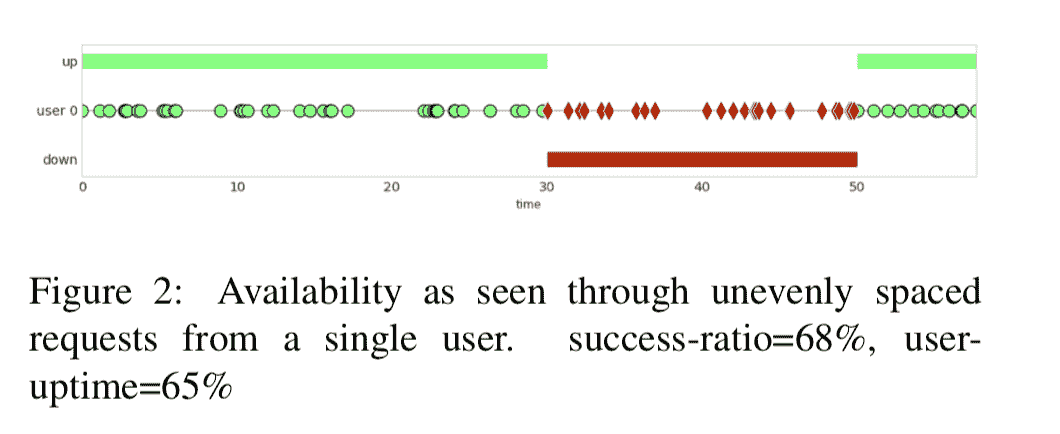 up
user 0
down
0 10 20 30 40 50
time
Figure 2: Availability as seen through unevenly spaced
requests from a single user. success-ratio=68%, user-
uptime=65%